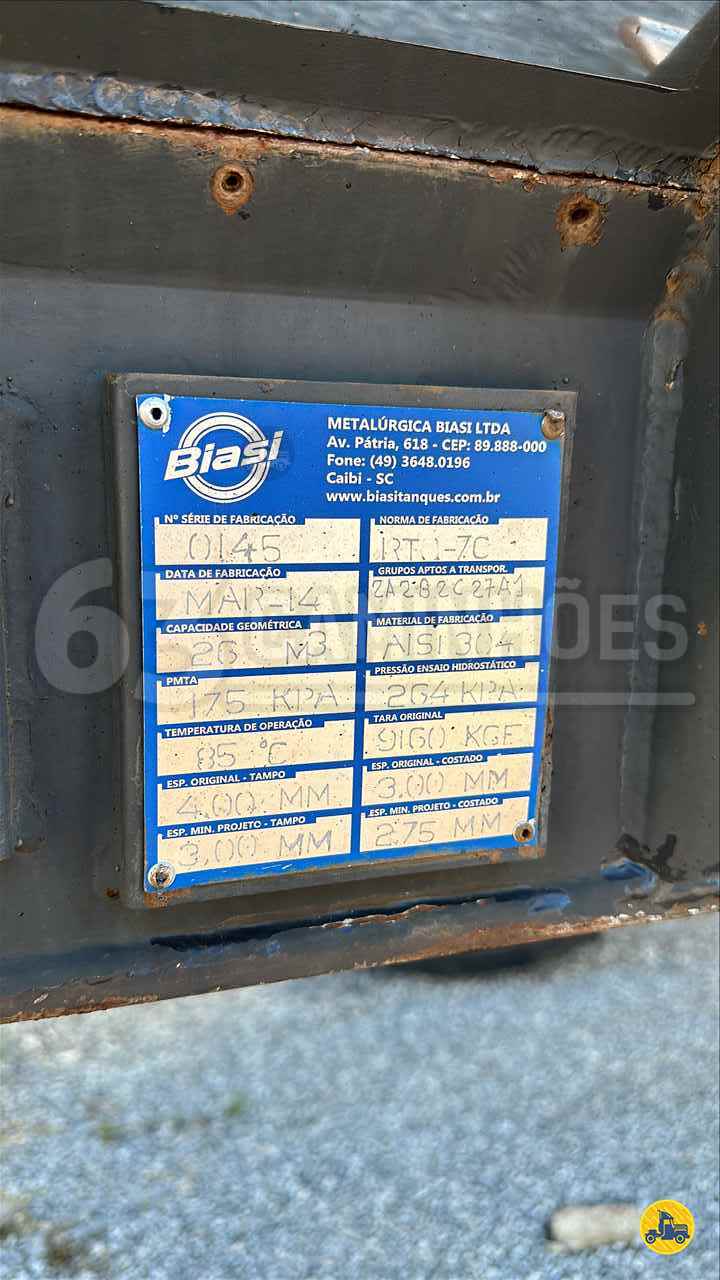 Biasi
METALÚRGICA BIASI LTDA
Av. Pátria, 618 - CEP: 89.888-000
Fone: (49) 3648.0196
Caibi - SC
www.biasitanques.com.br
Nº SÉRIE DE FABRICAÇÃO
0145
NORMA DE FABRICAÇÃO
RTQ-7C
DATA DE FABRICAÇÃO
MAR-14
GRUPOS APTOS A TRANSPOR.
2A2B2C27A1
CAPACIDADE GEOMÉTRICA
26 M3
MATERIAL DE FABRICAÇÃO
AISI 304
PMTA
175 KPA
PRESSÃO ENSAIO HIDROSTÁTICO
264 KPA
TEMPERATURA DE OPERAÇÃO
85 °C
TARA ORIGINAL
9160 KGF
ESP. ORIGINAL - TAMPO
4,00 MM
ESP. ORIGINAL - COSTADO
3,00 MM
ESP. MIN. PROJETO - TAMPO
3,00 MM
ESP. MIN. PROJETO - COSTADO
2,75 MM
63 CAMINHÕES